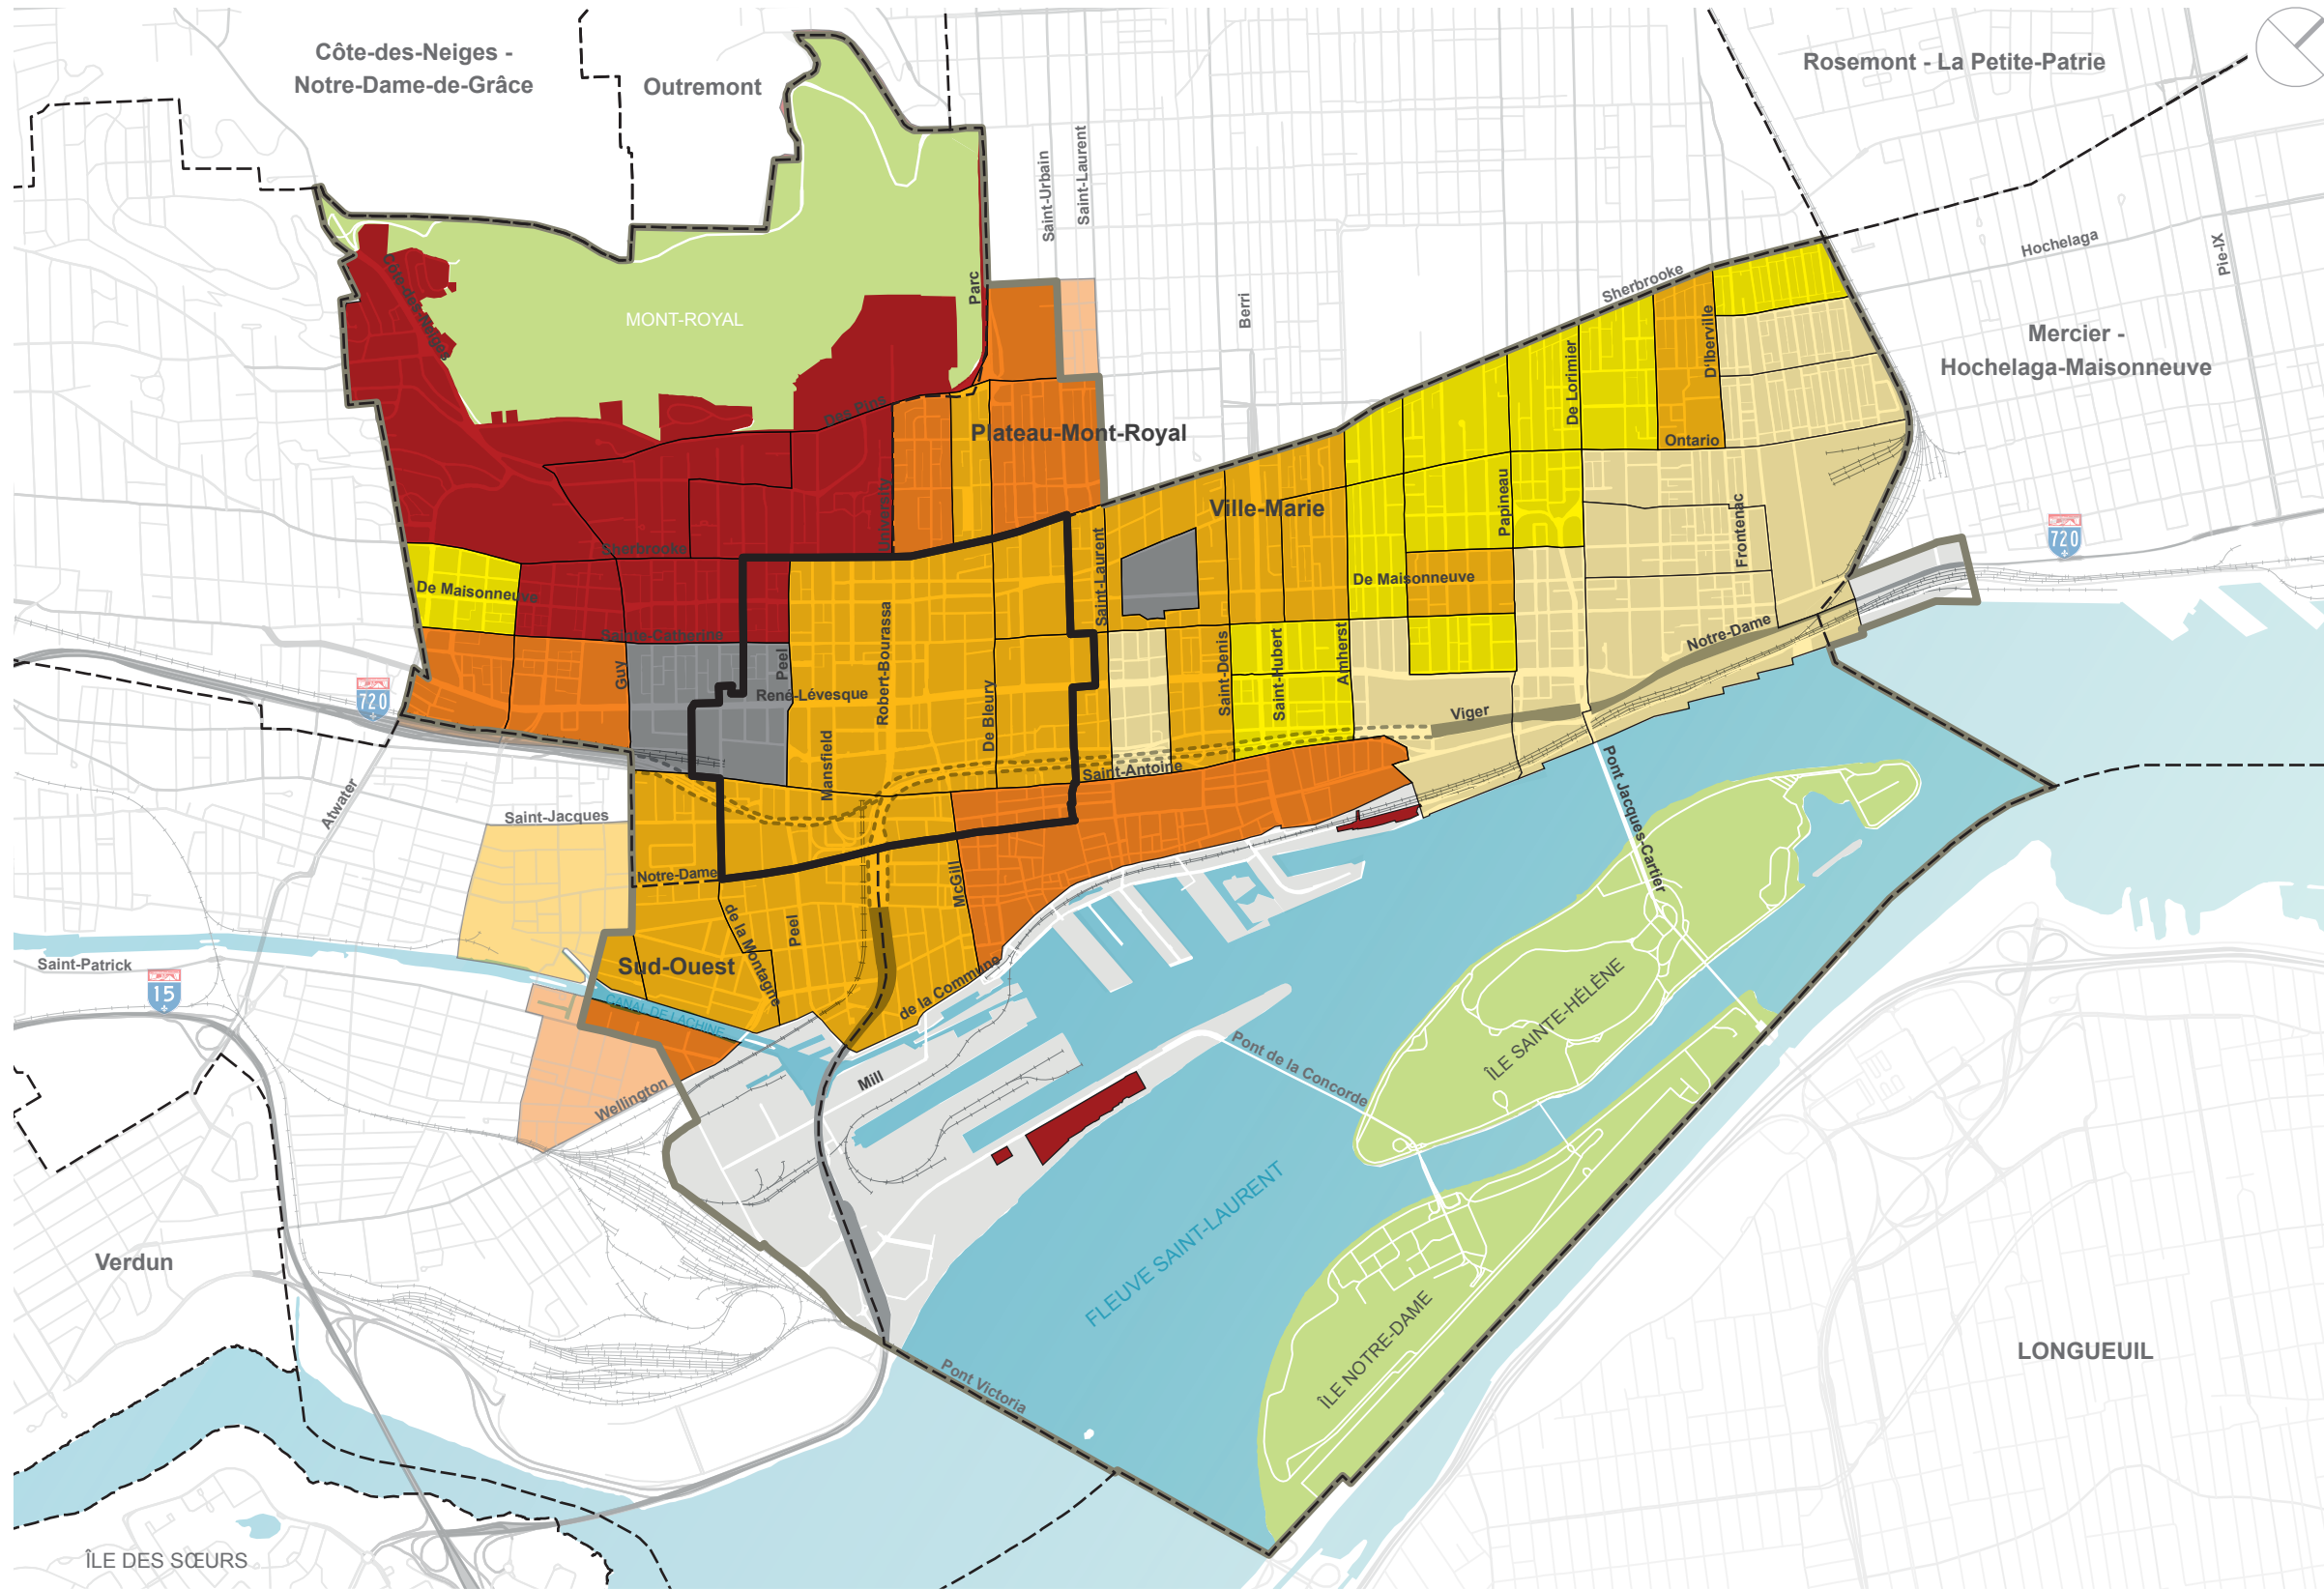 Côte-des-Neiges -
Notre-Dame-de-Grâce
Outremont
Rosemont - La Petite-Patrie
Saint-Urbain
Saint-Laurent
Hochelaga
Pie-IX
Côte-des-Neiges
MONT-ROYAL
Parc
Berri
Sherbrooke
De Lorimier
D'Iberville
Mercier -
Hochelaga-Maisonneuve
Des Pins
Plateau-Mont-Royal
Ontario
University
Ville-Marie
Papineau
Frontenac
720
Sherbrooke
Saint-Laurent
De Maisonneuve
De Maisonneuve
Sainte-Catherine
Guy
Peel
Robert-Bourassa
De Bleury
Saint-Denis
Saint-Hubert
Amherst
Notre-Dame
720
René-Lévesque
Viger
Mansfield
Saint-Antoine
Pont Jacques-Cartier
Atwater
Saint-Jacques
Notre-Dame
McGill
de la Montagne
Peel
Saint-Patrick
15
Sud-Ouest
de la Commune
CANAL DE LACHINE
ÎLE SAINTE-HÉLÈNE
Wellington
Mill
Pont de la Concorde
FLEUVE SAINT-LAURENT
Verdun
ÎLE NOTRE-DAME
LONGUEUIL
Pont Victoria
ÎLE DES SŒURS